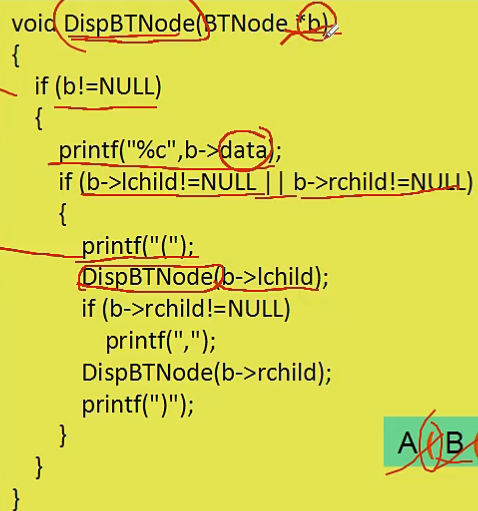 void DispBTNode(BTNode *b)
{
if (b!=NULL)
{
printf("%c",b->data);
if (b->lchild!=NULL || b->rchild!=NULL)
{
printf("(");
DispBTNode(b->lchild);
if (b->rchild!=NULL)
printf(",");
DispBTNode(b->rchild);
printf(")");
}
}
}
A(B